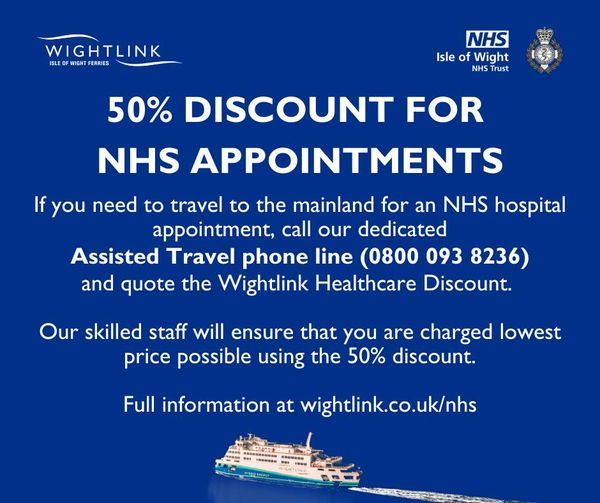 WIGHTLINK
ISLE OF WIGHT FERRIES
NHS
Isle of Wight
NHS Trust
50% DISCOUNT FOR
NHS APPOINTMENTS
If you need to travel to the mainland for an NHS hospital
appointment, call our dedicated
Assisted Travel phone line (0800 093 8236)
and quote the Wightlink Healthcare Discount.
Our skilled staff will ensure that you are charged lowest
price possible using the 50% discount.
Full information at wightlink.co.uk/nhs
WIGHTLINK